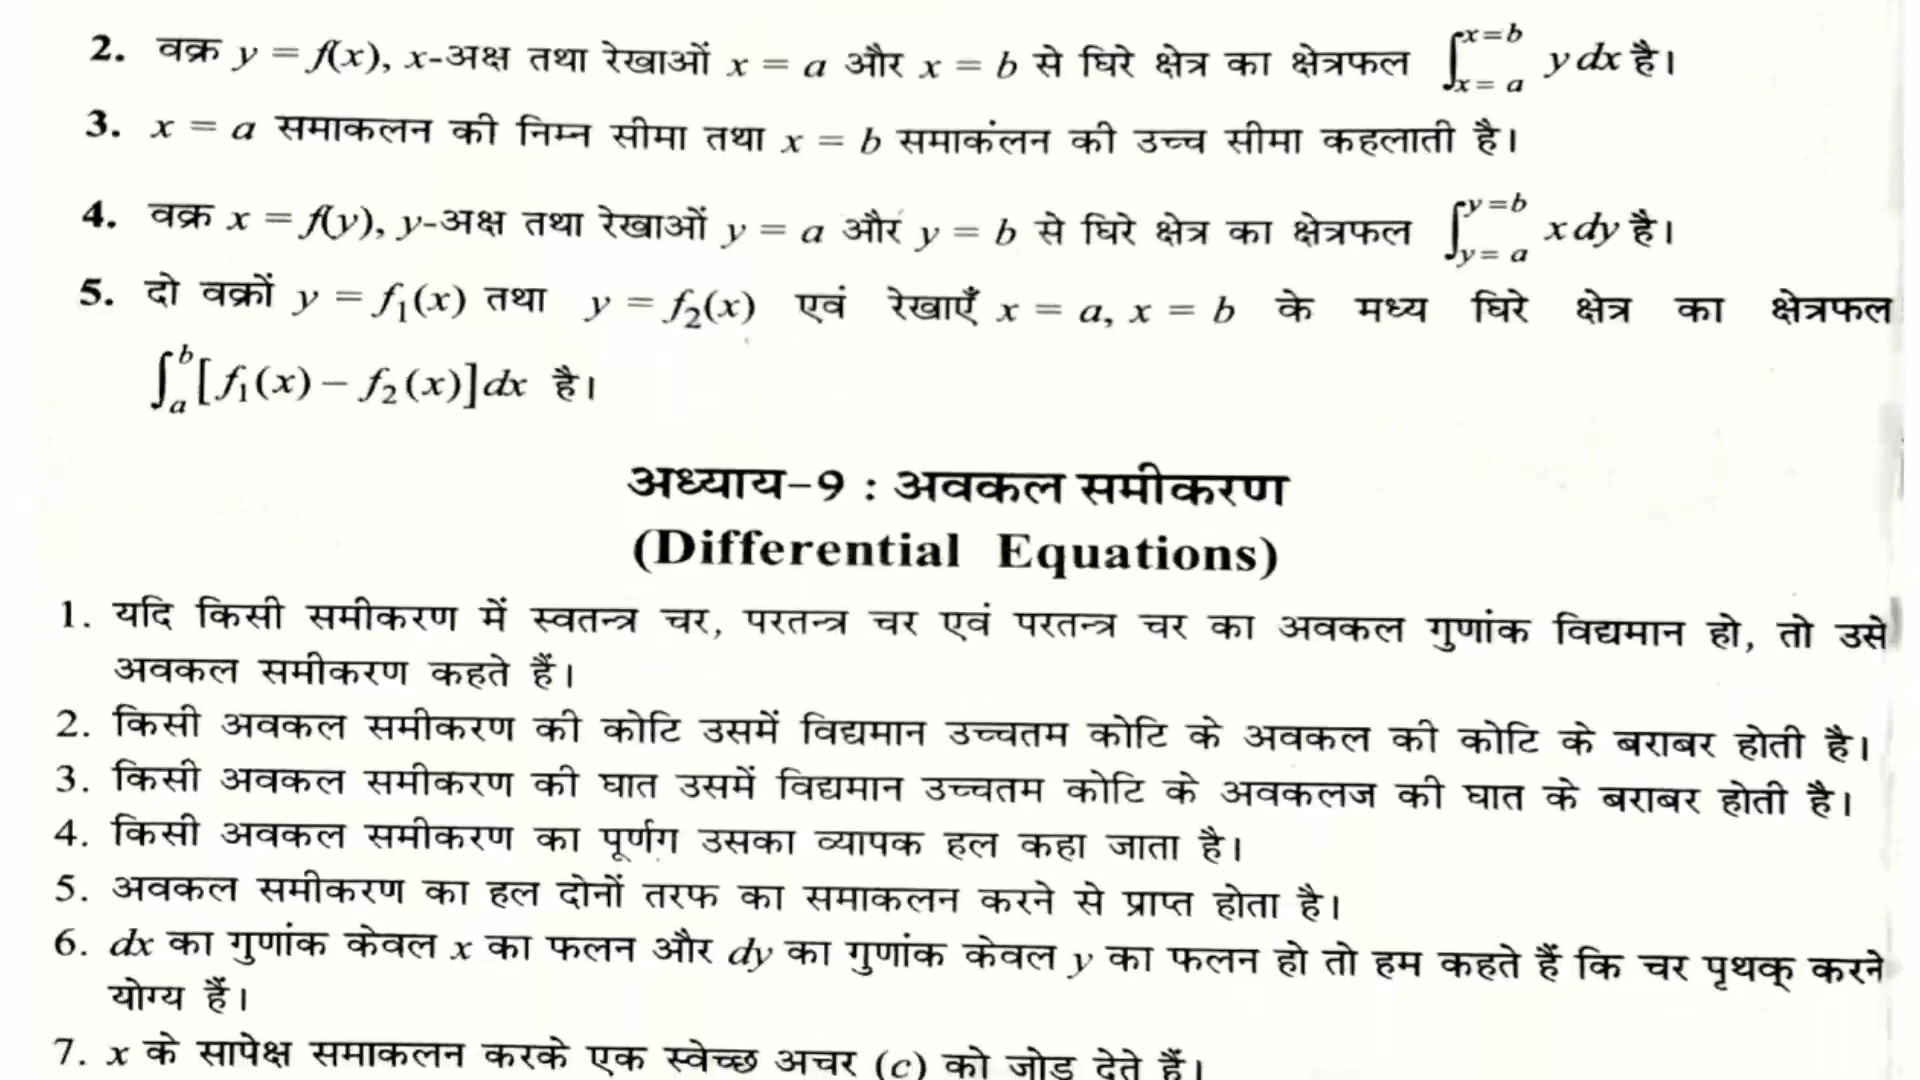 2. वक्र y = f(x), x-अक्ष तथा रेखाओं x = a और x = b से घिरे क्षेत्र का क्षेत्रफल ∫_{x=a}^{x=b} y dx है।
3. x = a समाकलन की निम्न सीमा तथा x = b समाकंलन की उच्च सीमा कहलाती है।
4. वक्र x = f(y), y-अक्ष तथा रेखाओं y = a और y = b से घिरे क्षेत्र का क्षेत्रफल ∫_{y=a}^{y=b} x dy है।
5. दो वक्रों y = f₁(x) तथा y = f₂(x) एवं रेखाएँ x = a, x = b के मध्य घिरे क्षेत्र का क्षेत्रफल
∫_a^b [f₁(x) – f₂(x)] dx है।
अध्याय–9 : अवकल समीकरण
(Differential Equations)
1. यदि किसी समीकरण में स्वतन्त्र चर, परतन्त्र चर एवं परतन्त्र चर का अवकल गुणांक विद्यमान हो, तो उसे
अवकल समीकरण कहते हैं।
2. किसी अवकल समीकरण की कोटि उसमें विद्यमान उच्चतम कोटि के अवकल की कोटि के बराबर होती है।
3. किसी अवकल समीकरण की घात उसमें विद्यमान उच्चतम कोटि के अवकलज की घात के बराबर होती है।
4. किसी अवकल समीकरण का पूर्णग उसका व्यापक हल कहा जाता है।
5. अवकल समीकरण का हल दोनों तरफ का समाकलन करने से प्राप्त होता है।
6. dx का गुणांक केवल x का फलन और dy का गुणांक केवल y का फलन हो तो हम कहते हैं कि चर पृथक् करने
योग्य हैं।
7. x के सापेक्ष समाकलन करके एक स्वेच्छ अचर (c) को जोड़ देते हैं।